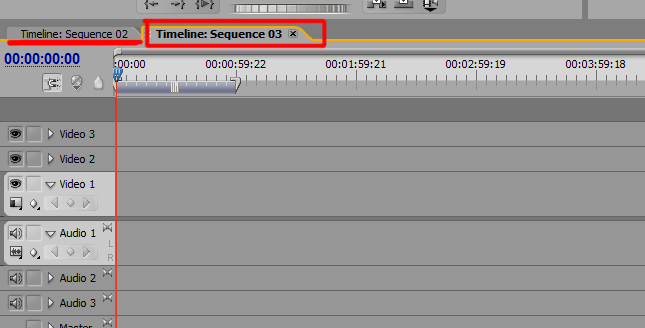 Timeline: Sequence 02 Timeline: Sequence 03
00:00:00:00
:00:00 00:00:59:22 00:01:59:21 00:02:59:19 00:03:59:18
Video 3
Video 2
Video 1
Audio 1
L
R
Audio 2
Audio 3
Master